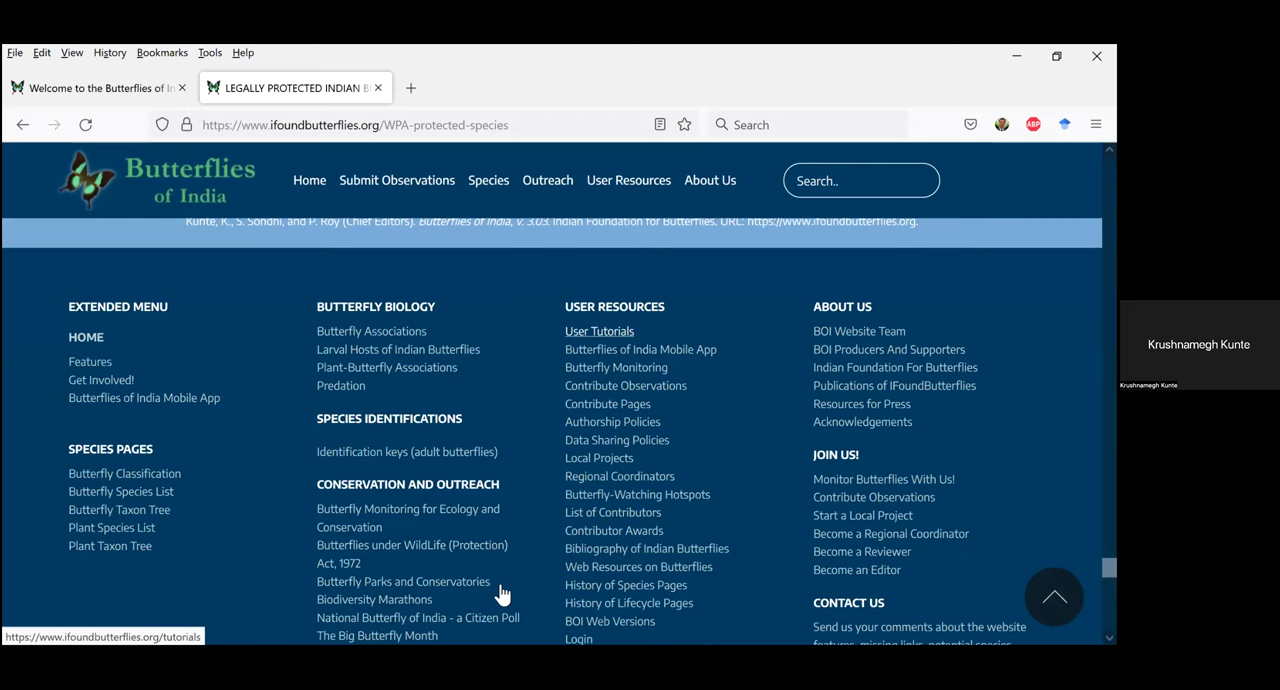 File Edit View History Bookmarks Tools Help
Welcome to the Butterflies of In
LEGALLY PROTECTED INDIAN B
https://www.ifoundbutterflies.org/WPA-protected-species
Search
ABP
Butterflies
of India
Home Submit Observations Species Outreach User Resources About Us
Search..
Kunte, K., S. Sondhi, and P. Roy (Chief Editors). Butterflies of India, v. 3.03. Indian Foundation for Butterflies. URL: https://www.ifoundbutterflies.org.
EXTENDED MENU
HOME
Features
Get Involved!
Butterflies of India Mobile App
SPECIES PAGES
Butterfly Classification
Butterfly Species List
Butterfly Taxon Tree
Plant Species List
Plant Taxon Tree
BUTTERFLY BIOLOGY
Butterfly Associations
Larval Hosts of Indian Butterflies
Plant-Butterfly Associations
Predation
SPECIES IDENTIFICATIONS
Identification keys (adult butterflies)
CONSERVATION AND OUTREACH
Butterfly Monitoring for Ecology and
Conservation
Butterflies under WildLife (Protection)
Act, 1972
Butterfly Parks and Conservatories
Biodiversity Marathons
National Butterfly of India - a Citizen Poll
The Big Butterfly Month
USER RESOURCES
User Tutorials
Butterflies of India Mobile App
Butterfly Monitoring
Contribute Observations
Contribute Pages
Authorship Policies
Data Sharing Policies
Local Projects
Regional Coordinators
Butterfly-Watching Hotspots
List of Contributors
Contributor Awards
Bibliography of Indian Butterflies
Web Resources on Butterflies
History of Species Pages
History of Lifecycle Pages
BOI Web Versions
Login
ABOUT US
BOI Website Team
BOI Producers And Supporters
Indian Foundation For Butterflies
Publications of IFoundButterflies
Resources for Press
Acknowledgements
JOIN US!
Monitor Butterflies With Us!
Contribute Observations
Start a Local Project
Become a Regional Coordinator
Become a Reviewer
Become an Editor
CONTACT US
Send us your comments about the website
features, missing links, potential species
https://www.ifoundbutterflies.org/tutorials
Krushnamegh Kunte
Krushnamegh Kunte